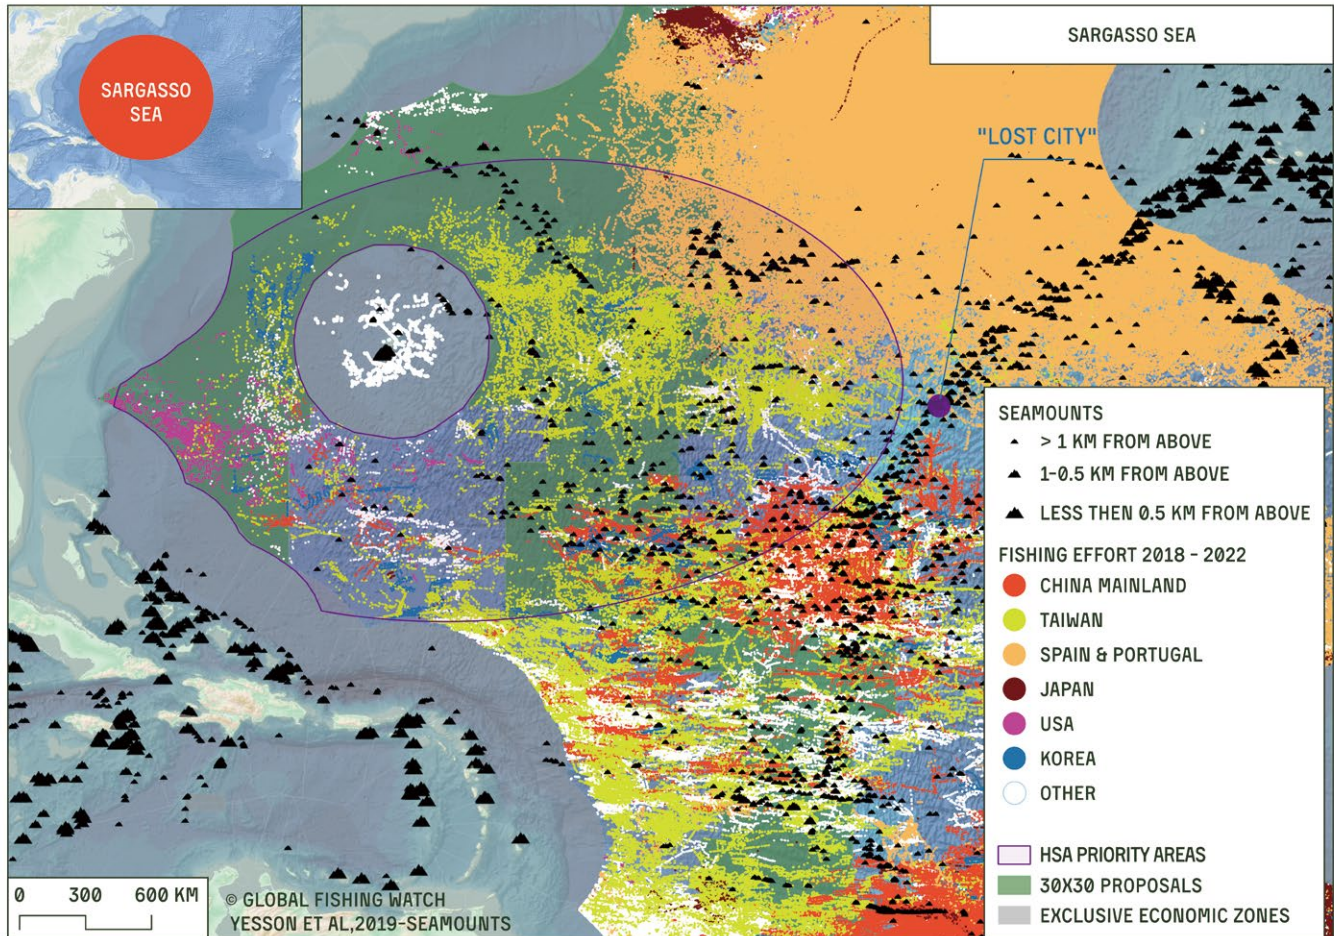 SARGASSO
SEA
SARGASSO SEA
"LOST CITY"
SEAMOUNTS
> 1 KM FROM ABOVE
1-0.5 KM FROM ABOVE
LESS THEN 0.5 KM FROM ABOVE
FISHING EFFORT 2018 - 2022
CHINA MAINLAND
TAIWAN
SPAIN & PORTUGAL
JAPAN
USA
KOREA
OTHER
HSA PRIORITY AREAS
30X30 PROPOSALS
EXCLUSIVE ECONOMIC ZONES
0 300 600 KM
© GLOBAL FISHING WATCH
YESSON ET AL,2019-SEAMOUNTS